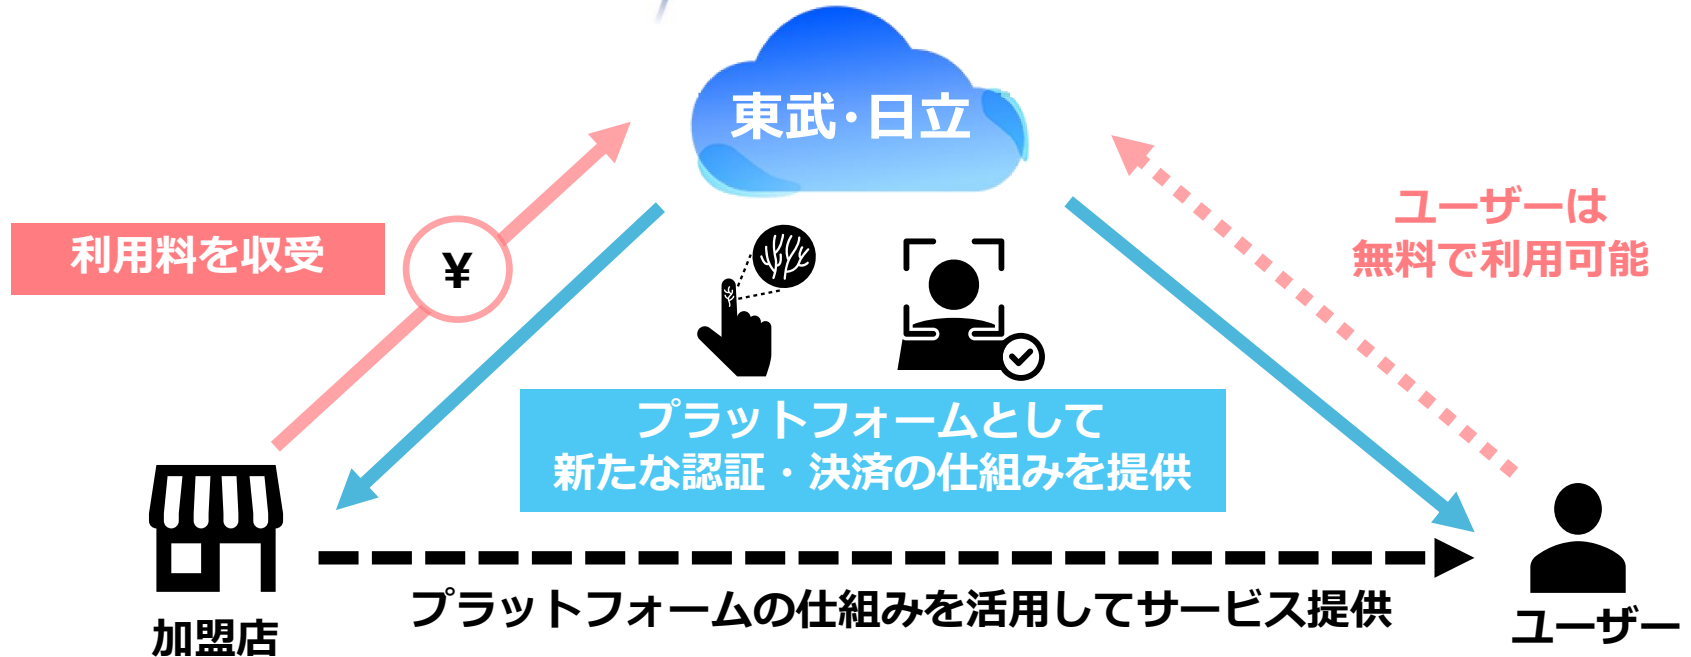 東武・日立
利用料を収受
¥
ユーザーは
無料で利用可能
プラットフォームとして
新たな認証・決済の仕組みを提供
プラットフォームの仕組みを活用してサービス提供
加盟店
ユーザー